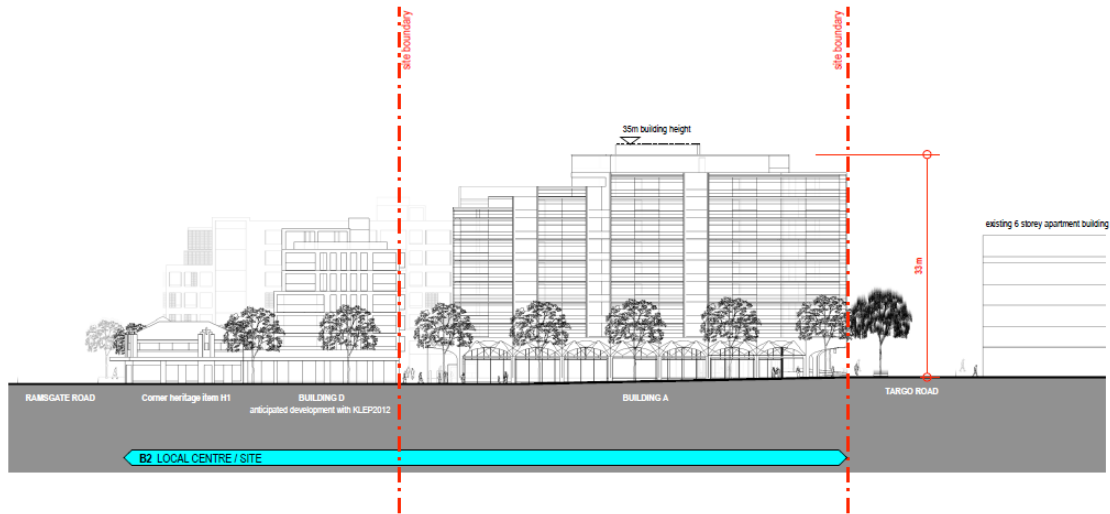 site boundary
site boundary
35m building height
existing 6 storey apartment building
33m
RAMSGATE ROAD
Corner heritage item H1
BUILDING D
anticipated development with KLEP2012
BUILDING A
TARGO ROAD
B2 LOCAL CENTRE / SITE